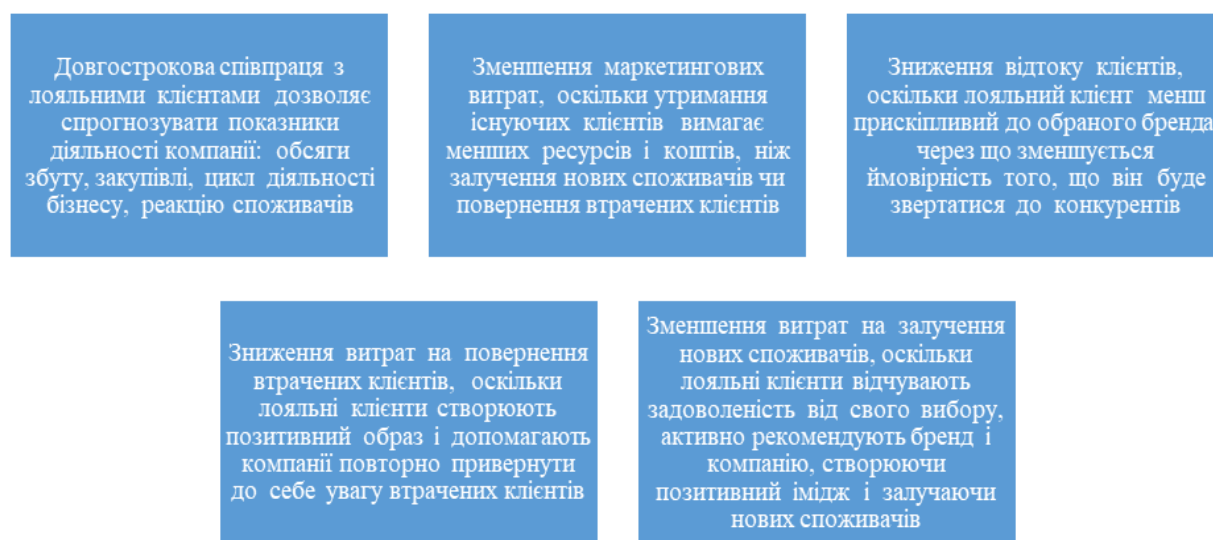 Довгострокова співпраця з
лояльними клієнтами дозволяє
спрогнозувати показники
діяльності компанії: обсяги
збуту, закупівлі, цикл діяльності
бізнесу, реакцію споживачів
Зменшення маркетингових
витрат, оскільки утримання
існуючих клієнтів вимагає
менших ресурсів і коштів, ніж
залучення нових споживачів чи
повернення втрачених клієнтів
Зниження відтоку клієнтів,
оскільки лояльний клієнт менш
прискіпливий до обраного бренда
через що зменшується
ймовірність того, що він буде
звертатися до конкурентів
Зниження витрат на повернення
втрачених клієнтів, оскільки
лояльні клієнти створюють
позитивний образ і допомагають
компанії повторно привернути
до себе увагу втрачених клієнтів
Зменшення витрат на залучення
нових споживачів, оскільки
лояльні клієнти відчувають
задоволеність від свого вибору,
активно рекомендують бренд і
компанію, створюючи
позитивний імідж і залучаючи
нових споживачів